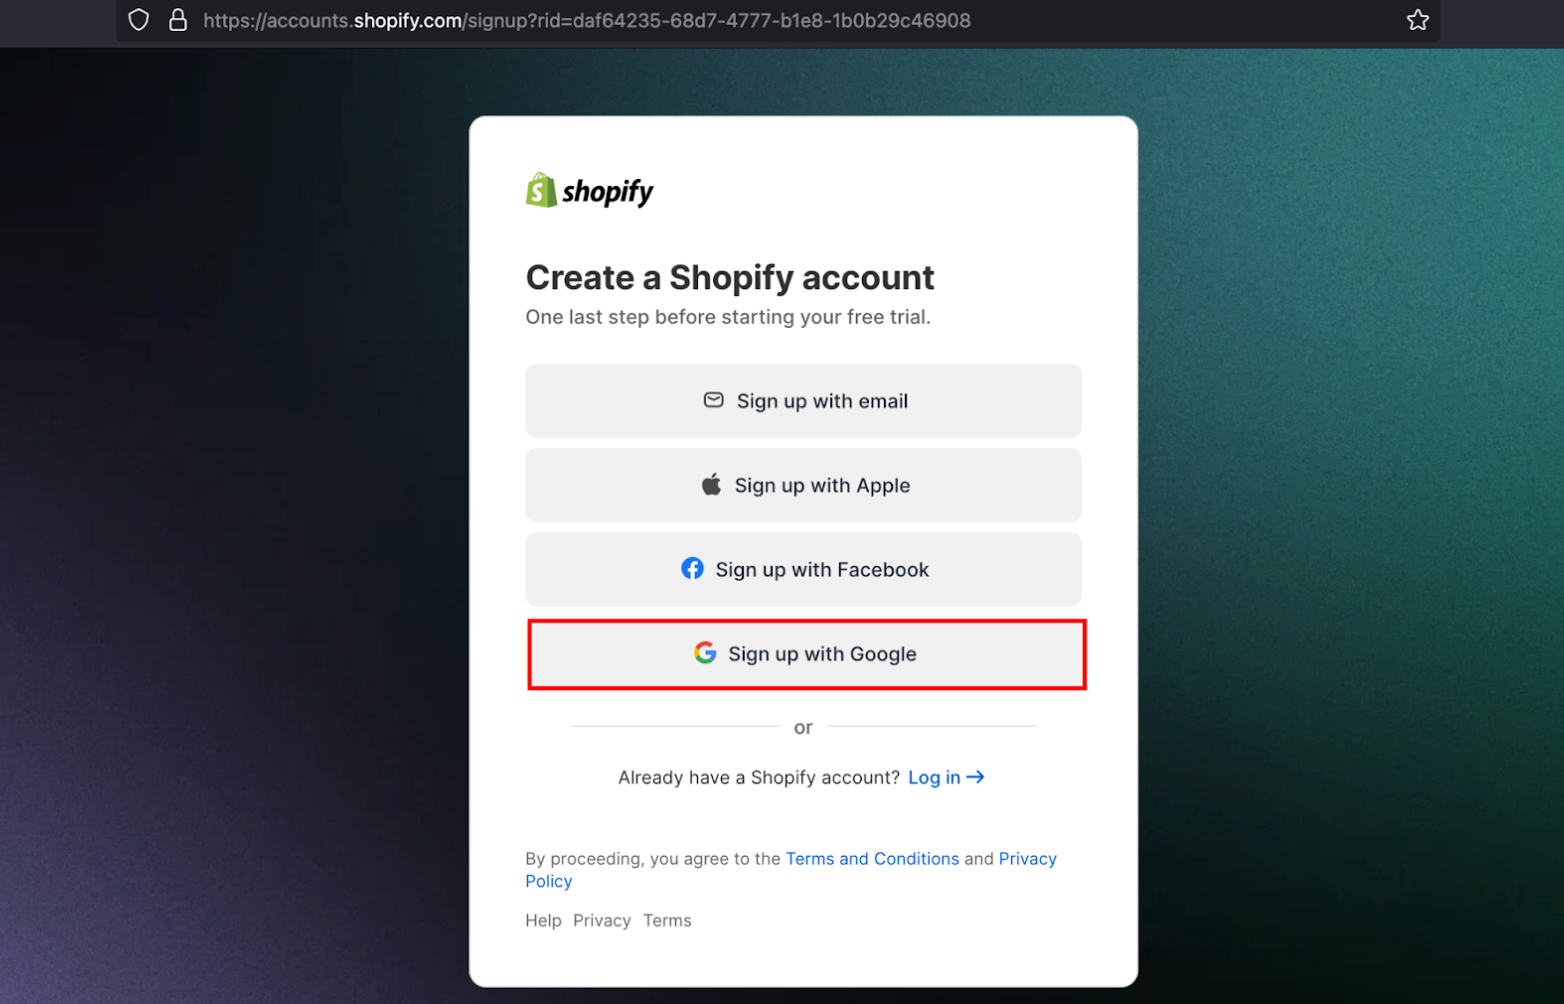 https://accounts.shopify.com/signup?rid=daf64235-68d7-4777-b1e8-1b0b29c46908
shopify
Create a Shopify account
One last step before starting your free trial.
Sign up with email
Sign up with Apple
Sign up with Facebook
Sign up with Google
or
Already have a Shopify account? Log in →
By proceeding, you agree to the Terms and Conditions and Privacy
Policy
Help Privacy Terms